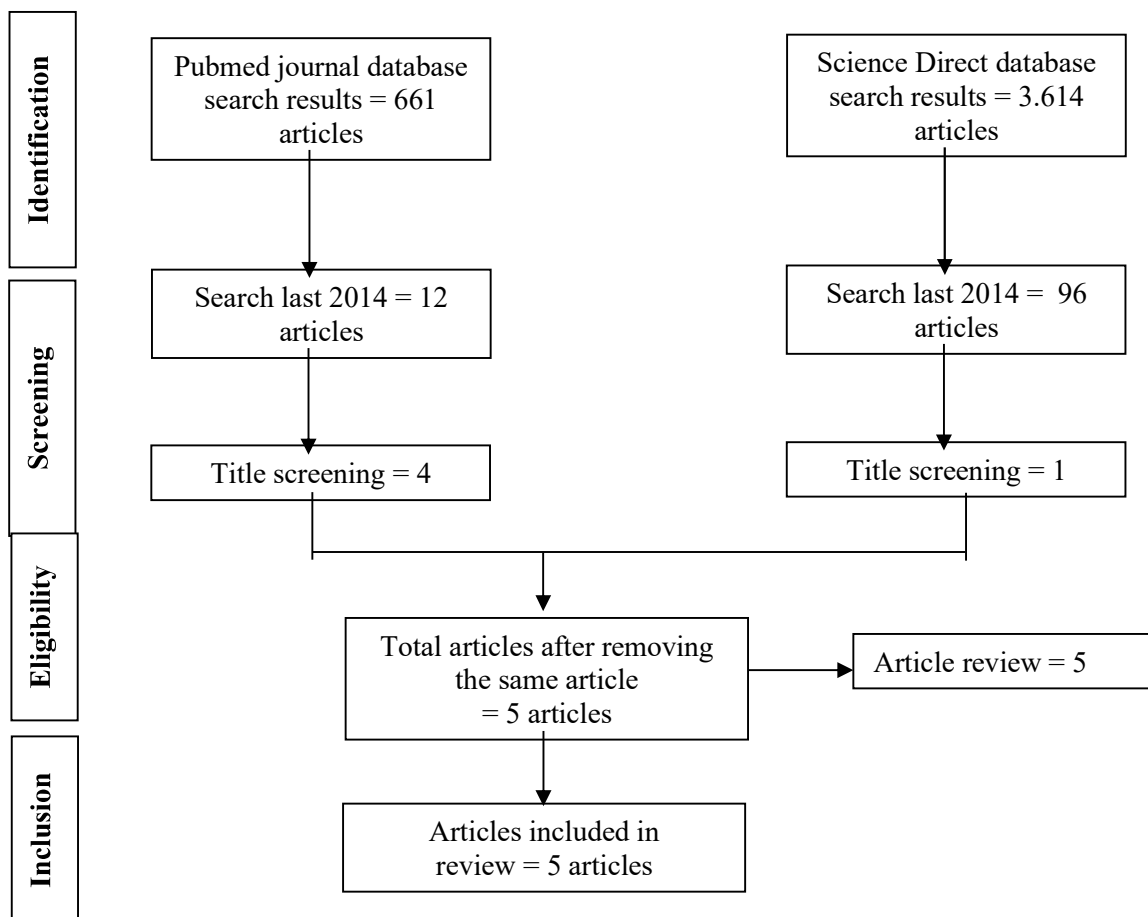 Identification
Pubmed journal database
search results = 661
articles
Science Direct database
search results = 3.614
articles
Screening
Search last 2014 = 12
articles
Search last 2014 =  96
articles
Title screening = 4
Title screening = 1
Eligibility
Total articles after removing
the same article
= 5 articles
Article review = 5
Inclusion
Articles included in
review = 5 articles